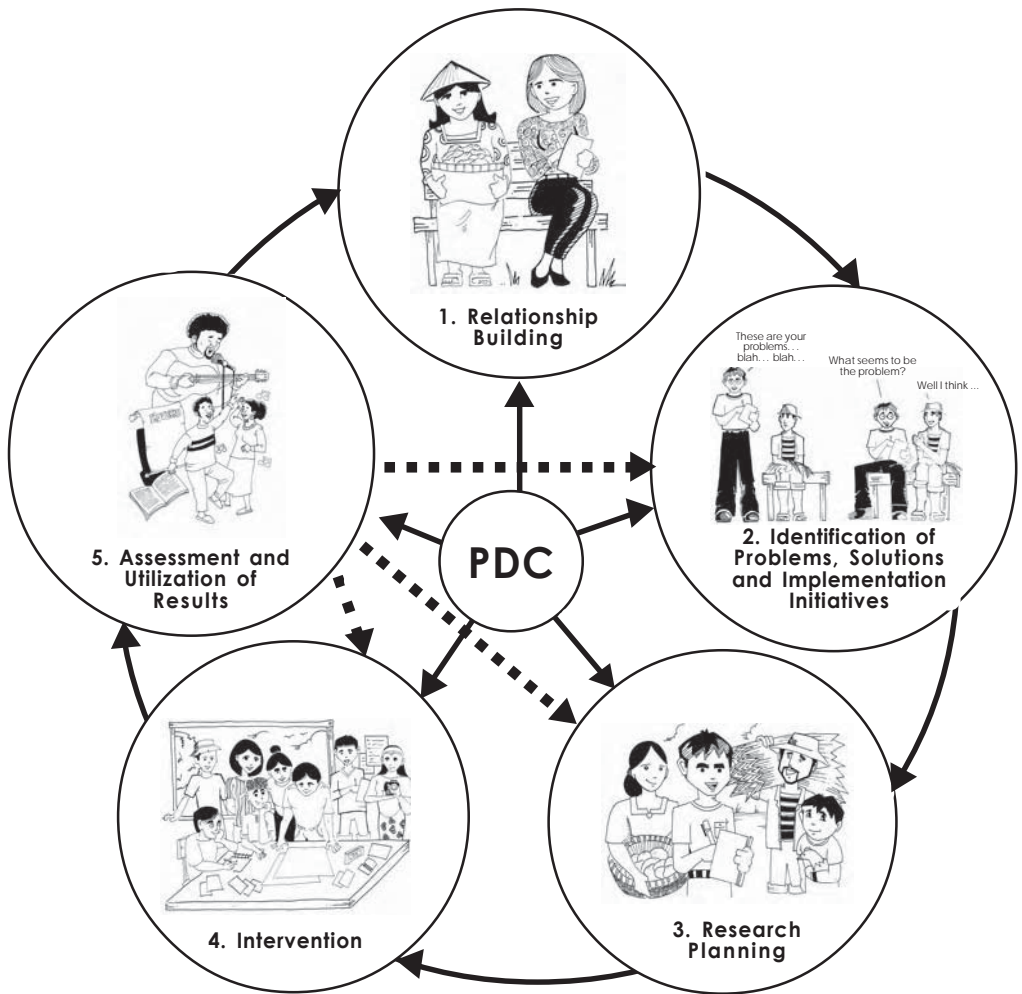 1. Relationship
Building
These are your
problems...
blah... blah...
What seems to be
the problem?
Well I think ...
2. Identification of
Problems, Solutions
and Implementation
Initiatives
3. Research
Planning
4. Intervention
5. Assessment and
Utilization of
Results
PDC